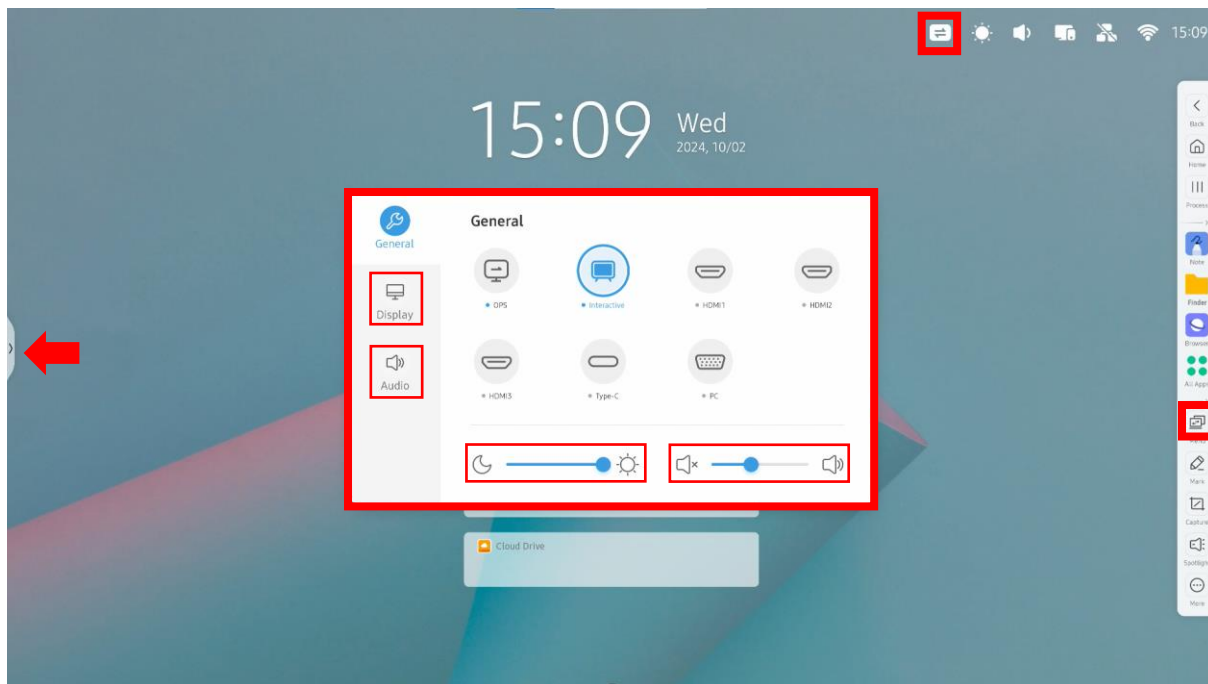 15:09
15:09
Wed
2024, 10/02
General
General
OPS
Interactive
HDMI1
HDMI2
Display
Audio
HDMI3
Type-C
PC
Cloud Drive
Back
Home
Process
Note
Finder
Browser
All Apps
Mark
Capture
Spotlight
More